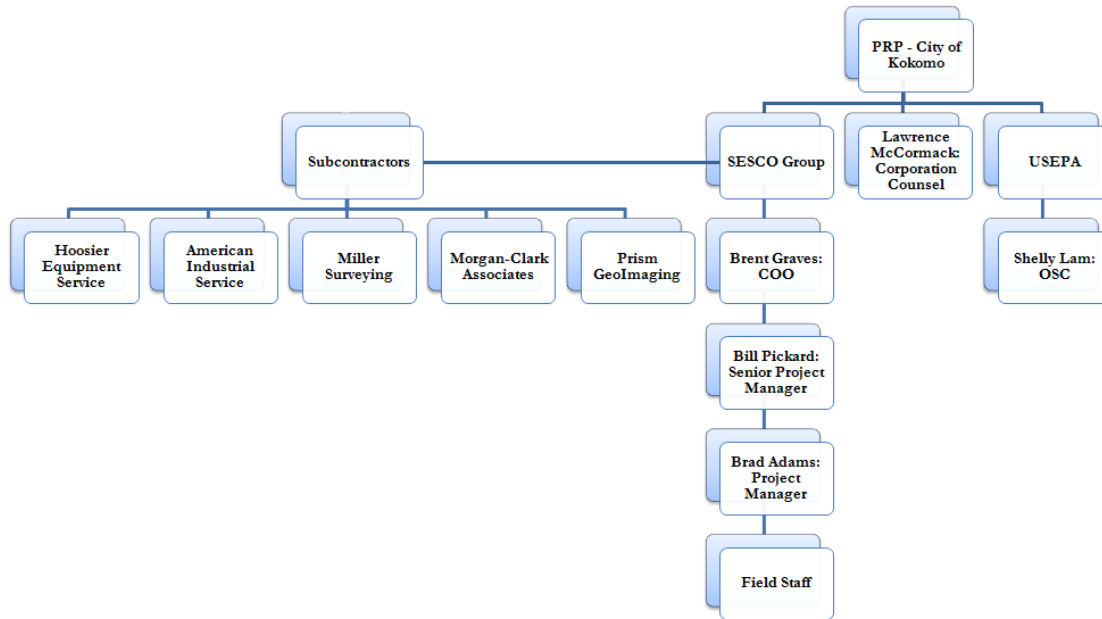 PRP - City of
Kokomo
Subcontractors
SESCO Group
Lawrence
McCormack:
Corporation
Counsel
USEPA
Hoosier
Equipment
Service
American
Industrial
Service
Miller
Surveying
Morgan-Clark
Associates
Prism
GeoImaging
Brent Graves:
COO
Shelly Lam:
OSC
Bill Pickard:
Senior Project
Manager
Brad Adams:
Project
Manager
Field Staff